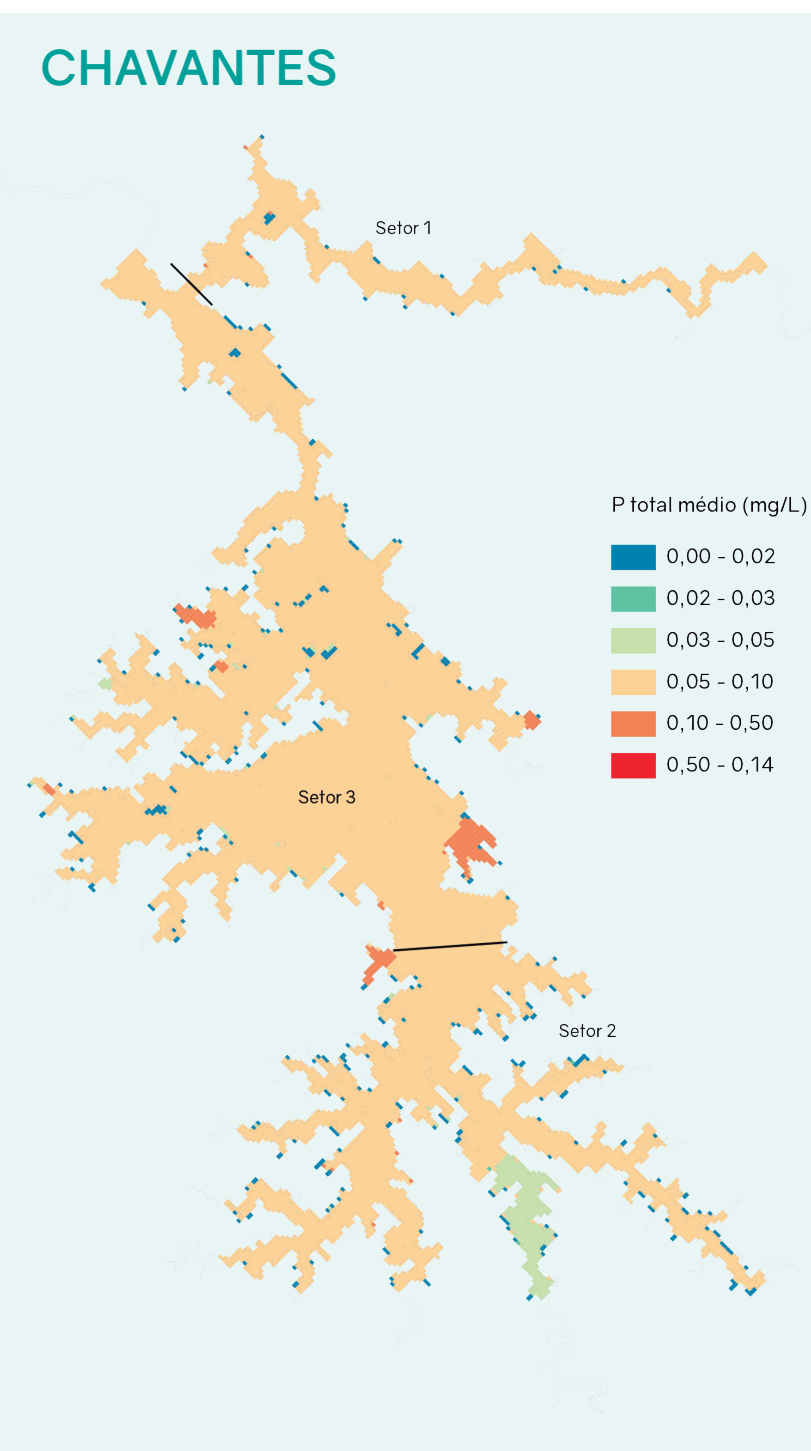 CHAVANTES
Setor 1
P total médio (mg/L)
0,00 - 0,02
0,02 - 0,03
0,03 - 0,05
0,05 - 0,10
0,10 - 0,50
0,50 - 0,14
Setor 3
Setor 2